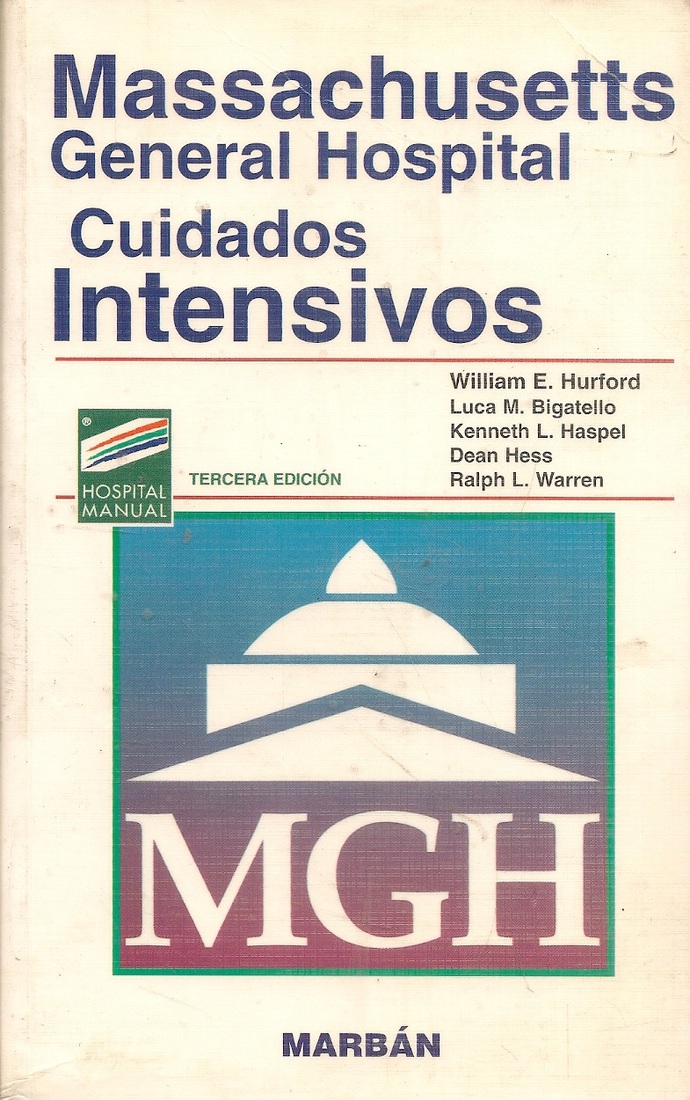 Massachusetts
General Hospital
Cuidados
Intensivos
William E. Hurford
Luca M. Bigatello
Kenneth L. Haspel
Dean Hess
Ralph L. Warren
®
HOSPITAL
MANUAL
TERCERA EDICIÓN
MGH
MARBÁN